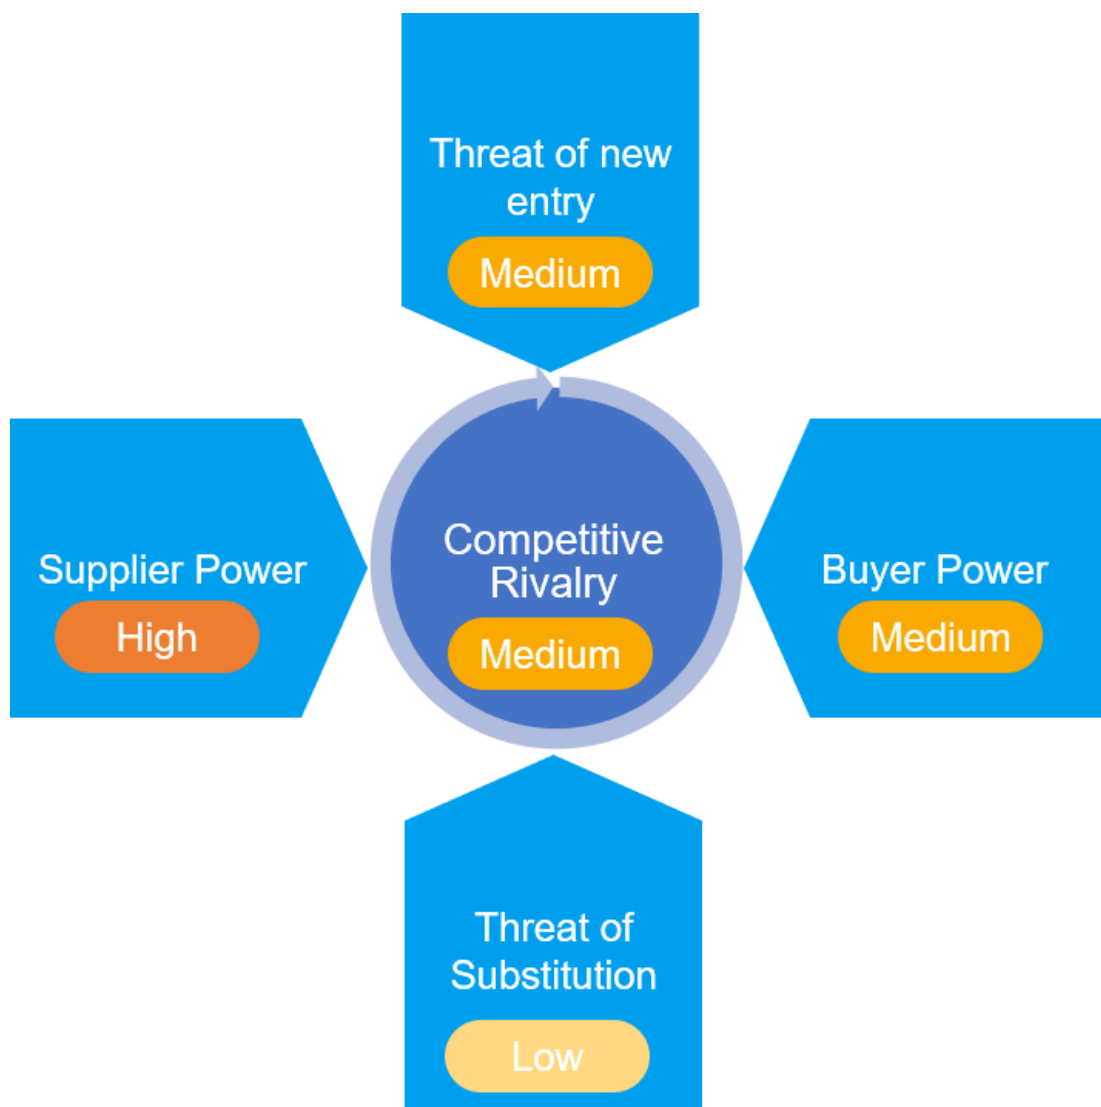 Threat of new
entry
Medium
Supplier Power
High
Competitive
Rivalry
Medium
Buyer Power
Medium
Threat of
Substitution
Low